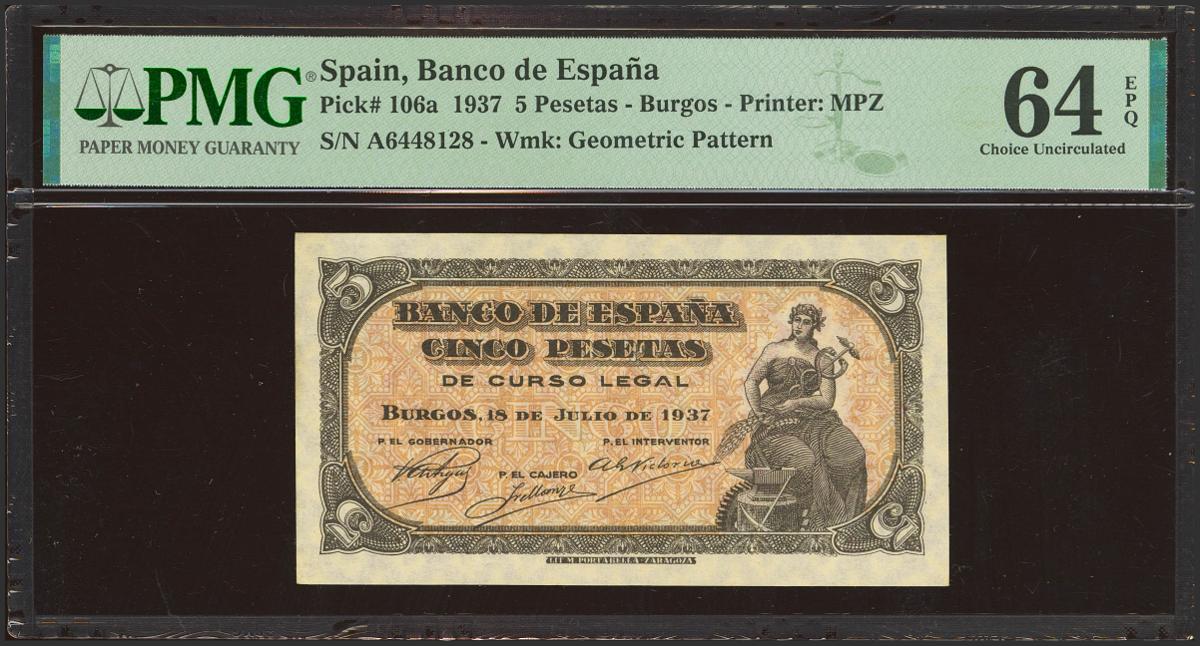 PMG®
PAPER MONEY GUARANTY
Spain, Banco de España
Pick# 106a 1937 5 Pesetas - Burgos - Printer: MPZ
S/N A6448128 - Wmk: Geometric Pattern
64
EPQ
Choice Uncirculated
5 5
BANCO DE ESPAÑA
CINCO PESETAS
DE CURSO LEGAL
BURGOS, 18 DE JULIO DE 1937
CINCO
P. EL GOBERNADOR P. EL INTERVENTOR
P. EL CAJERO
5 5
LIT. M. PORTABELLA-ZARAGOZA